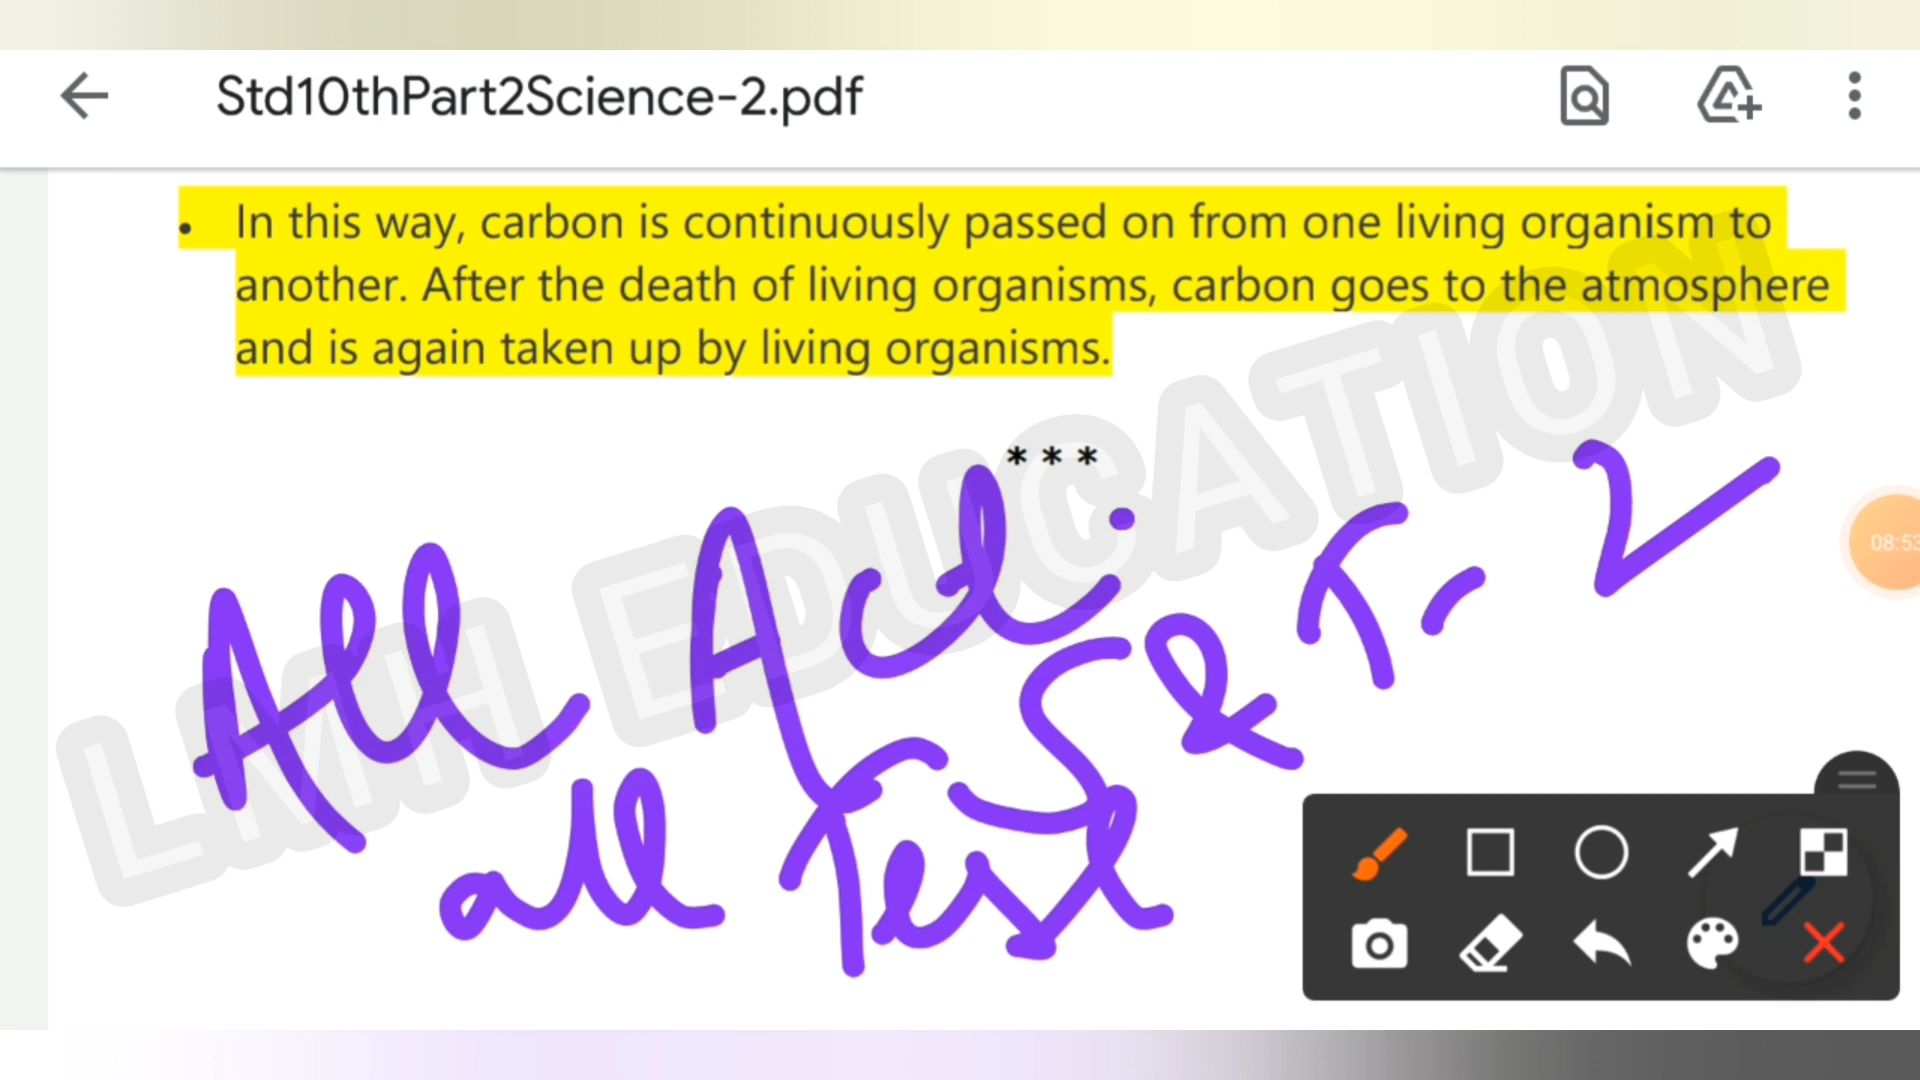 Std10thPart2Science-2.pdf
• In this way, carbon is continuously passed on from one living organism to
another. After the death of living organisms, carbon goes to the atmosphere
and is again taken up by living organisms.
***
All Act. S & T - 2
all Test
LMH EDUCATION
08:53